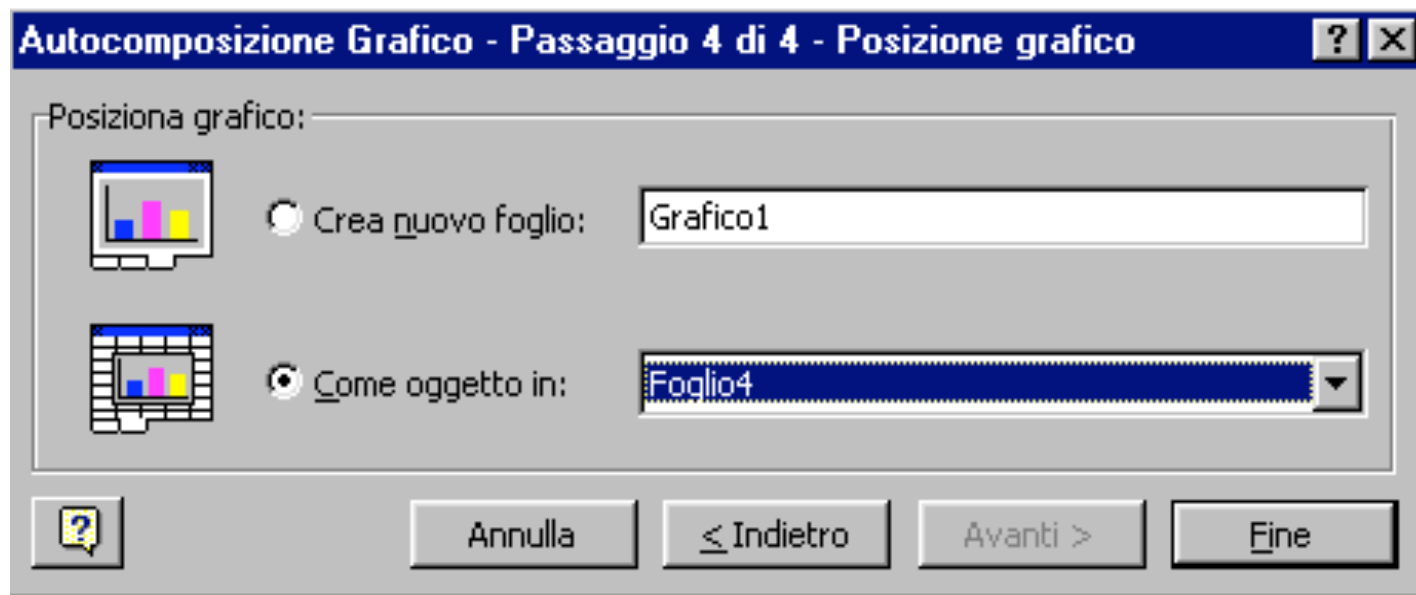 Autocomposizione Grafico - Passaggio 4 di 4 - Posizione grafico
Posiziona grafico:
Crea nuovo foglio: Grafico1
Come oggetto in: Foglio4
Annulla < Indietro Avanti > Fine